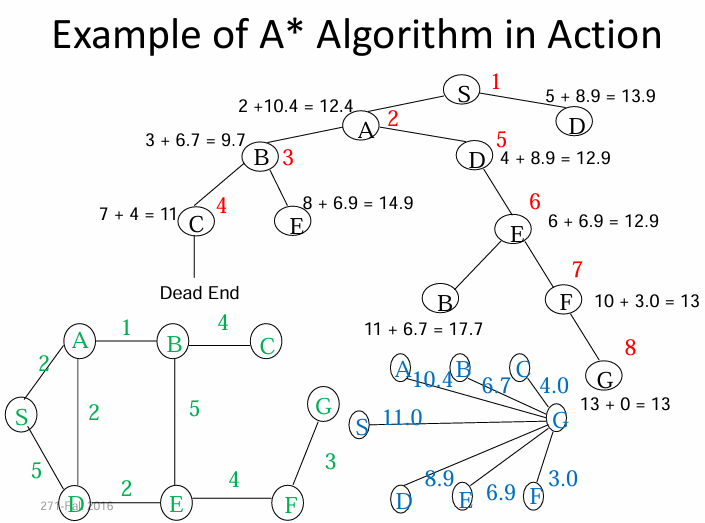 Example of A* Algorithm in Action
S 1
2 +10.4 = 12.4
5 + 8.9 = 13.9
A 2
D
3 + 6.7 = 9.7
B 3
D 5
4 + 8.9 = 12.9
7 + 4 = 11
C 4
E
8 + 6.9 = 14.9
6
E
6 + 6.9 = 12.9
Dead End
7
B
F
10 + 3.0 = 13
11 + 6.7 = 17.7
8
G
13 + 0 = 13
A 1 B 4 C
2
2
5
S
G
5
3
D 2 E 4 F
271-Fall 2016
A B C
10.4 6.7 4.0
S 11.0 G
8.9 6.9 3.0
D E F